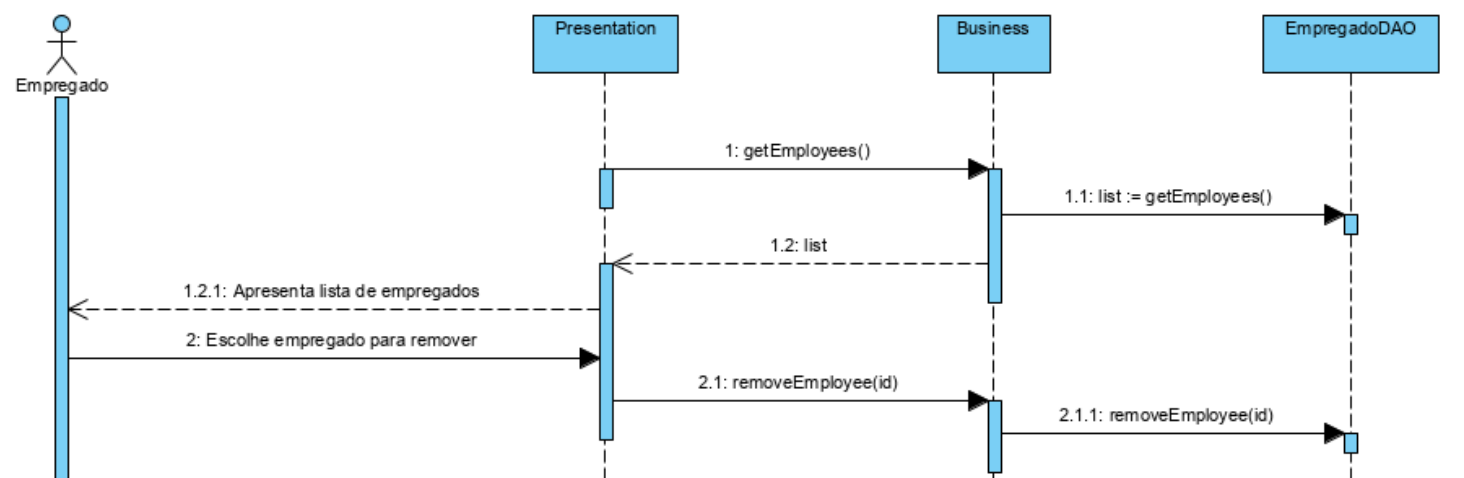 Empregado
Presentation
Business
EmpregadoDAO
1: getEmployees()
1.1: list := getEmployees()
1.2: list
1.2.1: Apresenta lista de empregados
2: Escolhe empregado para remover
2.1: removeEmployee(id)
2.1.1: removeEmployee(id)